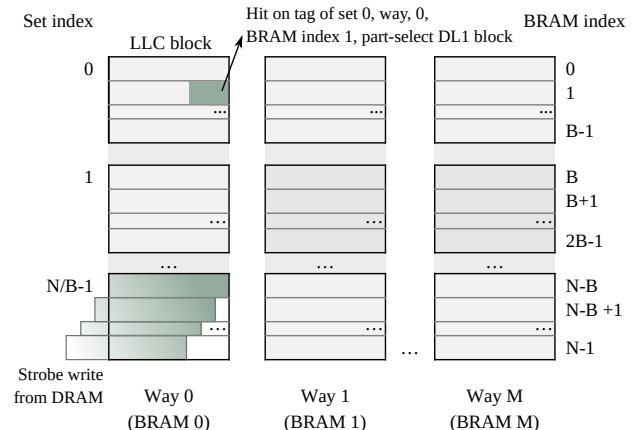 Set index
LLC block
Hit on tag of set 0, way, 0,
BRAM index 1, part-select DL1 block
BRAM index
0
0
1
...
...
...
B-1
1
B
B+1
...
...
...
2B-1
...
...
...
N/B-1
N-B
N-B +1
...
N-1
...
Strobe write
from DRAM
Way 0
(BRAM 0)
Way 1
(BRAM 1)
Way M
(BRAM M)